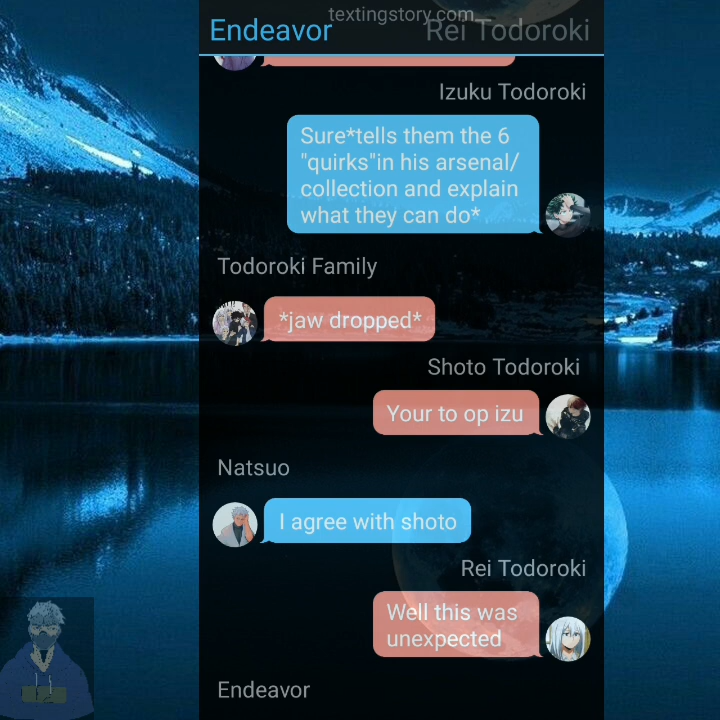 textingstory.com
Endeavor
Rei Todoroki
Izuku Todoroki
Sure*tells them the 6
"quirks"in his arsenal/
collection and explain
what they can do*
Todoroki Family
*jaw dropped*
Shoto Todoroki
Your to op izu
Natsuo
I agree with shoto
Rei Todoroki
Well this was
unexpected
Endeavor